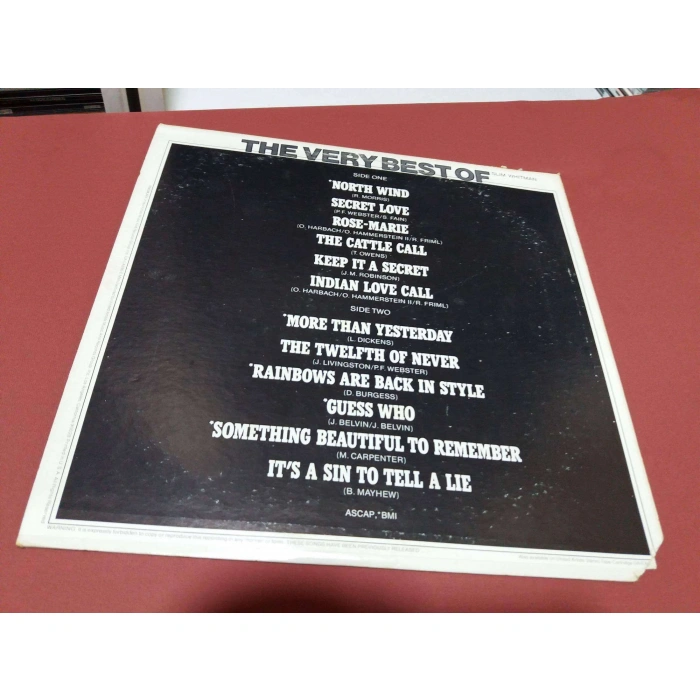 THE VERY BEST OF SLIM WHITMAN
SIDE ONE
*NORTH WIND
(R. MORRIS)
SECRET LOVE
(P.F. WEBSTER/S. FAIN)
ROSE-MARIE
(O. HARBACH/O. HAMMERSTEIN II/R. FRIML)
THE CATTLE CALL
(T. OWENS)
KEEP IT A SECRET
(J.M. ROBINSON)
INDIAN LOVE CALL
(O. HARBACH/O. HAMMERSTEIN II/R. FRIML)
SIDE TWO
*MORE THAN YESTERDAY
(L. DICKENS)
THE TWELFTH OF NEVER
(J. LIVINGSTON/P.F. WEBSTER)
*RAINBOWS ARE BACK IN STYLE
(D. BURGESS)
*GUESS WHO
(J. BELVIN/J. BELVIN)
*SOMETHING BEAUTIFUL TO REMEMBER
(M. CARPENTER)
IT'S A SIN TO TELL A LIE
(B. MAYHEW)
ASCAP, *BMI